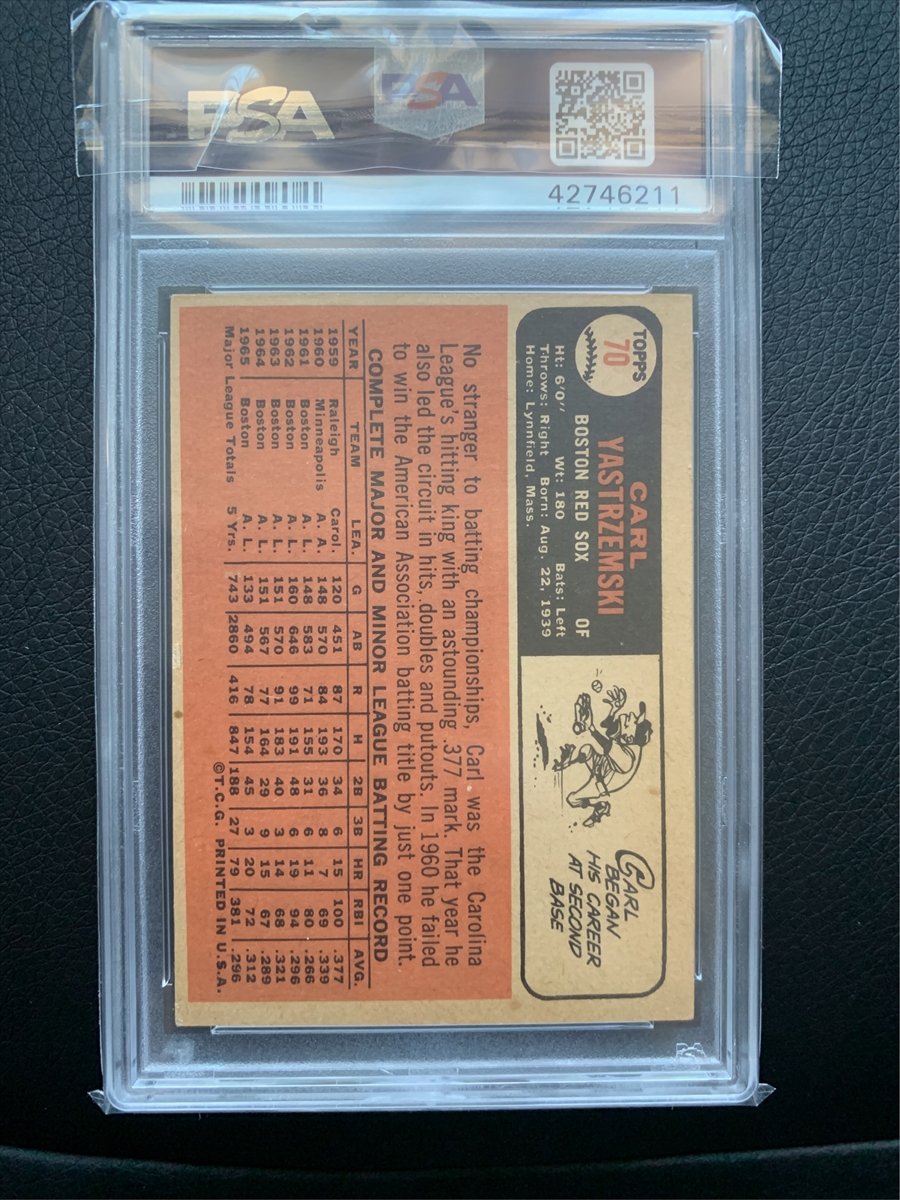 PSA
PSA
42746211
TOPPS
70
CARL
YASTRZEMSKI
BOSTON RED SOX OF
Ht: 6'0" Wt: 180 Bats: Left
Throws: Right Born: Aug. 22, 1939
Home: Lynnfield, Mass.
CARL
BEGAN
HIS CAREER
AT SECOND
BASE
No stranger to batting championships, Carl was the Carolina
League's hitting king with an astounding .377 mark. That year he
also led the circuit in hits, doubles and putouts. In 1960 he failed
to win the American Association batting title by just one point.
COMPLETE MAJOR AND MINOR LEAGUE BATTING RECORD
YEAR TEAM LEA. G AB R H 2B 3B HR RBI AVG.
1959 Raleigh Carol. 120 451 87 170 34 6 15 100 .377
1960 Minneapolis A. A. 148 570 84 193 36 8 7 69 .339
1961 Boston A. L. 148 583 71 155 31 6 11 80 .266
1962 Boston A. L. 160 646 99 191 48 6 19 94 .296
1963 Boston A. L. 151 570 91 183 40 3 14 68 .321
1964 Boston A. L. 151 567 77 164 29 9 15 67 .289
1965 Boston A. L. 133 494 78 154 45 3 20 72 .312
Major League Totals 5 Yrs. 743 2860 416 847 188 27 79 381 .296
©T.C.G. PRINTED IN U.S.A.